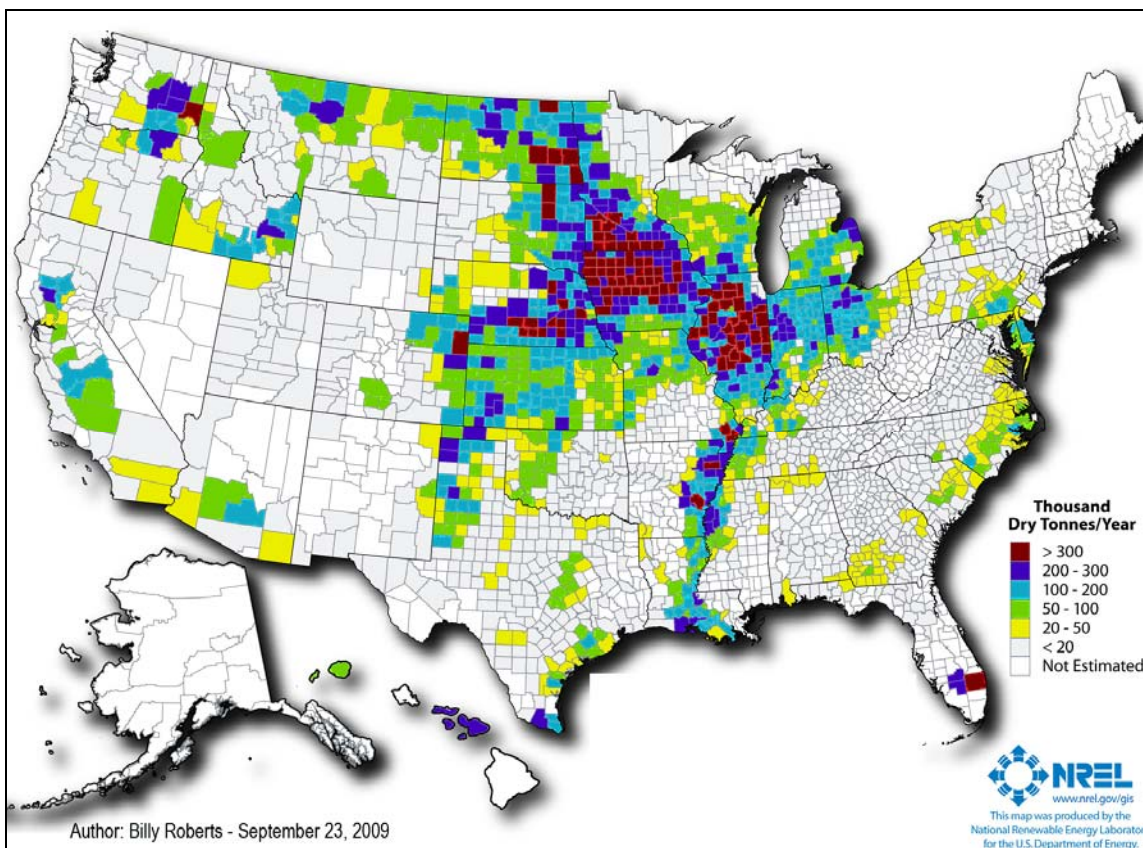 Thousand
Dry Tonnes/Year
> 300
200 - 300
100 - 200
50 - 100
20 - 50
< 20
Not Estimated
Author: Billy Roberts - September 23, 2009
NREL
www.nrel.gov/gis
This map was produced by the
National Renewable Energy Laborator
for the U.S. Department of Energy.